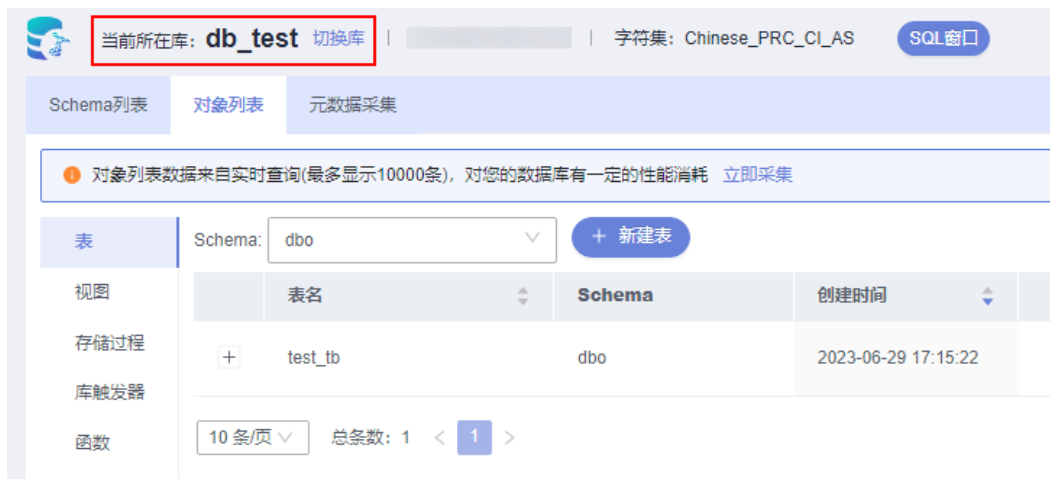 当前所在库: db_test 切换库 | | 字符集: Chinese_PRC_CI_AS SQL窗口
Schema列表 对象列表 元数据采集
对象列表数据来自实时查询(最多显示10000条), 对您的数据库有一定的性能消耗 立即采集
表 Schema: dbo + 新建表
视图 表名 Schema 创建时间
存储过程 test_tb dbo 2023-06-29 17:15:22
库触发器
函数 10 条/页 总条数: 1 < 1 >